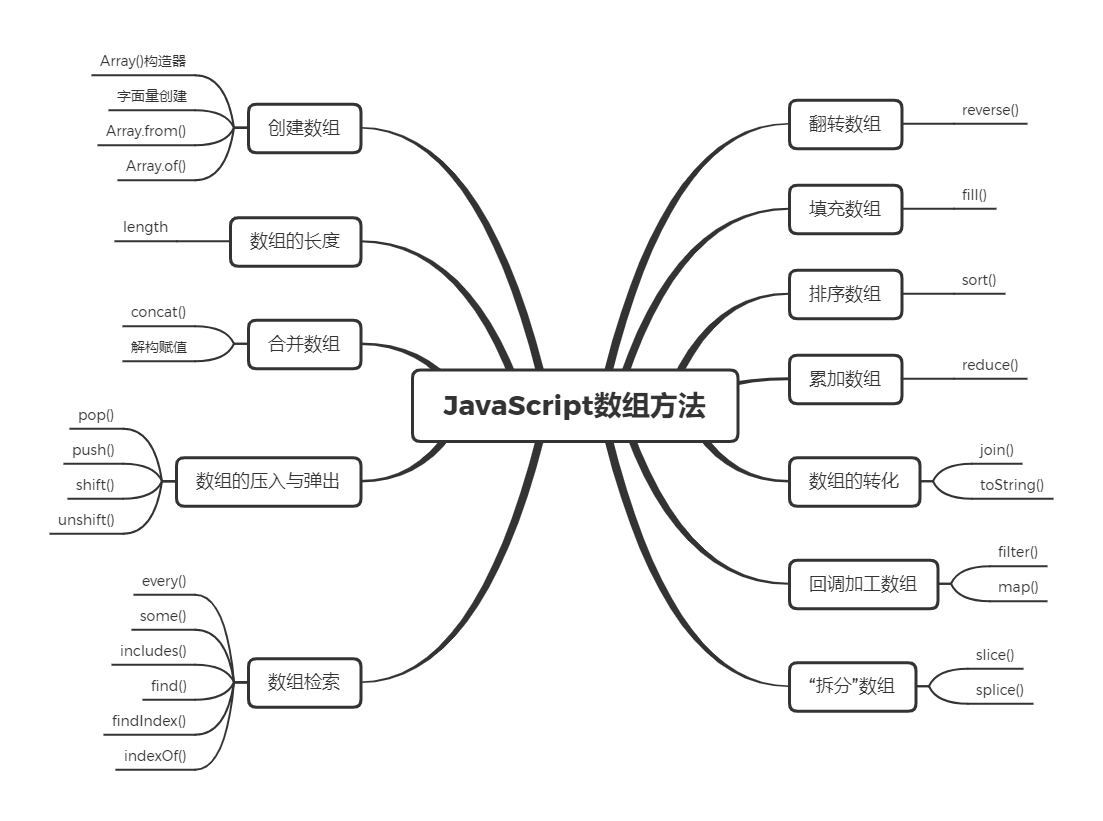 JavaScript数组方法
创建数组
Array()构造器
字面量创建
Array.from()
Array.of()
数组的长度
length
合并数组
concat()
解构赋值
数组的压入与弹出
pop()
push()
shift()
unshift()
数组检索
every()
some()
includes()
find()
findIndex()
indexOf()
翻转数组
reverse()
填充数组
fill()
排序数组
sort()
累加数组
reduce()
数组的转化
join()
toString()
回调加工数组
filter()
map()
“拆分”数组
slice()
splice()